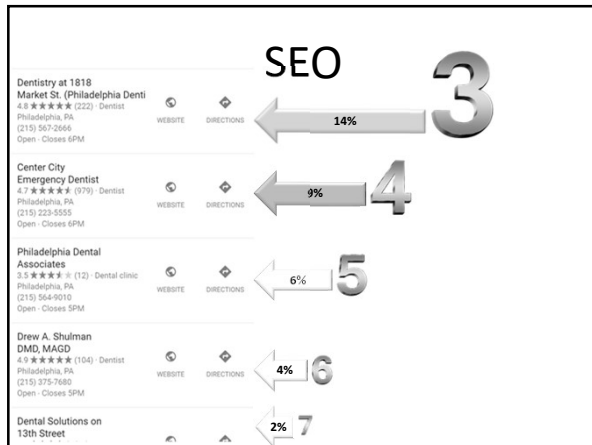 SEO
Dentistry at 1818
Market St. (Philadelphia Denti
4.8 ★★★★★ (222) · Dentist
Philadelphia, PA
(215) 567-2666
Open · Closes 6PM
WEBSITE
DIRECTIONS
14%
3
Center City
Emergency Dentist
4.7 ★★★★★ (979) · Dentist
Philadelphia, PA
(215) 223-5555
Open · Closes 6PM
WEBSITE
DIRECTIONS
9%
4
Philadelphia Dental
Associates
3.5 ★★★★★ (12) · Dental clinic
Philadelphia, PA
(215) 564-9010
Open · Closes 5PM
WEBSITE
DIRECTIONS
6%
5
Drew A. Shulman
DMD, MAGD
4.9 ★★★★★ (104) · Dentist
Philadelphia, PA
(215) 375-7680
Open · Closes 5PM
WEBSITE
DIRECTIONS
4%
6
Dental Solutions on
13th Street
2%
7